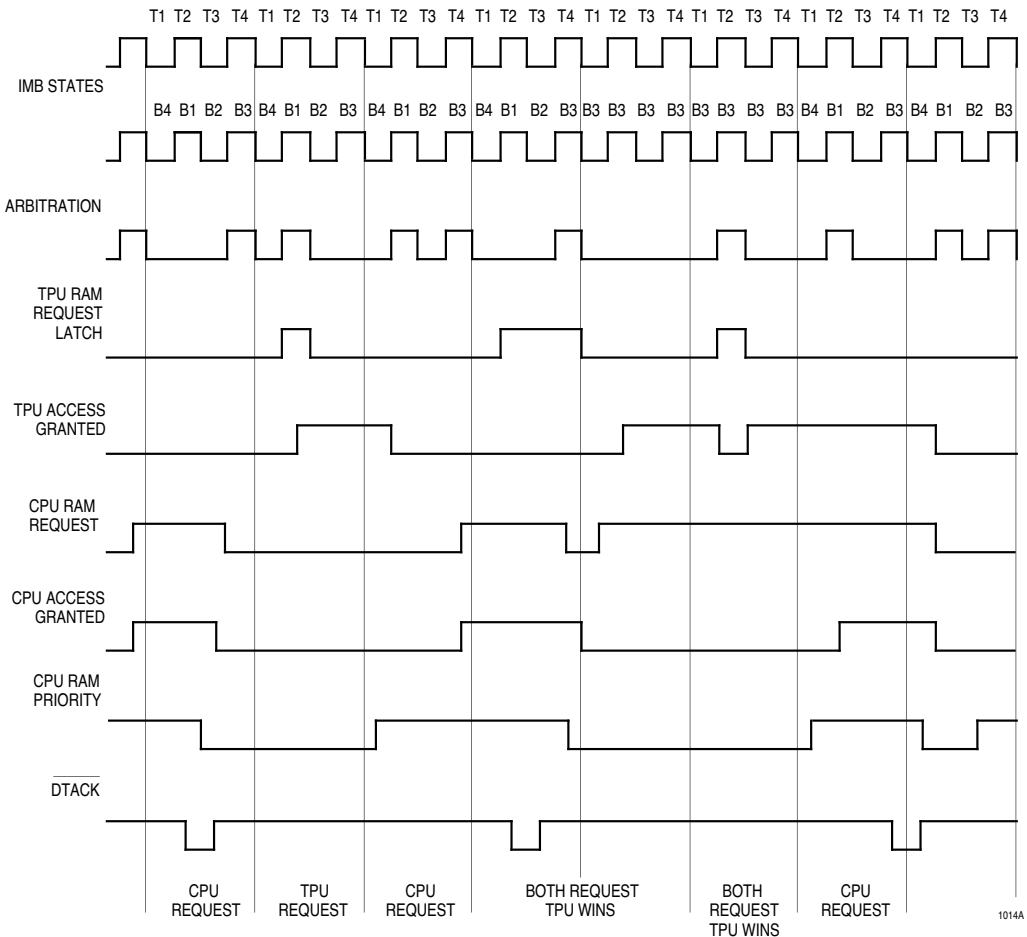 T1 T2 T3 T4 T1 T2 T3 T4 T1 T2 T3 T4 T1 T2 T3 T4 T1 T2 T3 T4 T1 T2 T3 T4 T1 T2 T3 T4 T1 T2 T3 T4
IMB STATES
B4 B1 B2 B3 B4 B1 B2 B3 B4 B1 B2 B3 B4 B1 B2 B3 B3 B3 B3 B3 B3 B3 B3 B3 B4 B1 B2 B3 B4 B1 B2 B3
ARBITRATION
TPU RAM
REQUEST
LATCH
TPU ACCESS
GRANTED
CPU RAM
REQUEST
CPU ACCESS
GRANTED
CPU RAM
PRIORITY
DTACK
CPU
REQUEST
TPU
REQUEST
CPU
REQUEST
BOTH REQUEST
TPU WINS
BOTH
REQUEST
TPU WINS
CPU
REQUEST
1014A